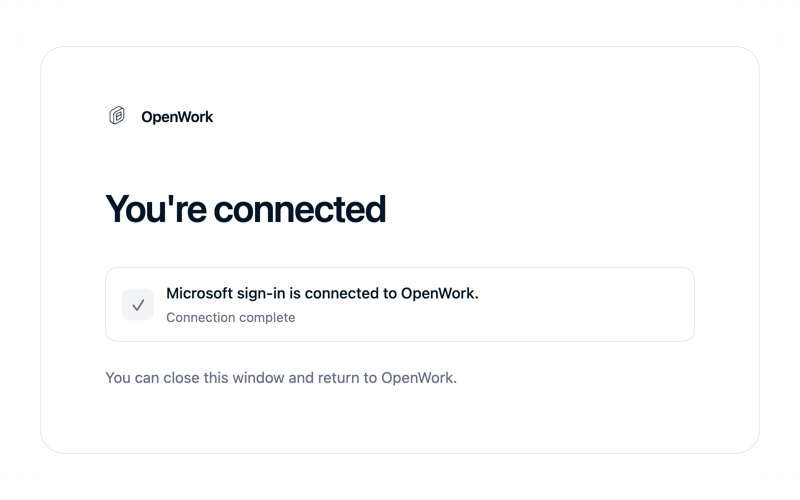 OpenWork
You're connected
Microsoft sign-in is connected to OpenWork.
Connection complete
You can close this window and return to OpenWork.